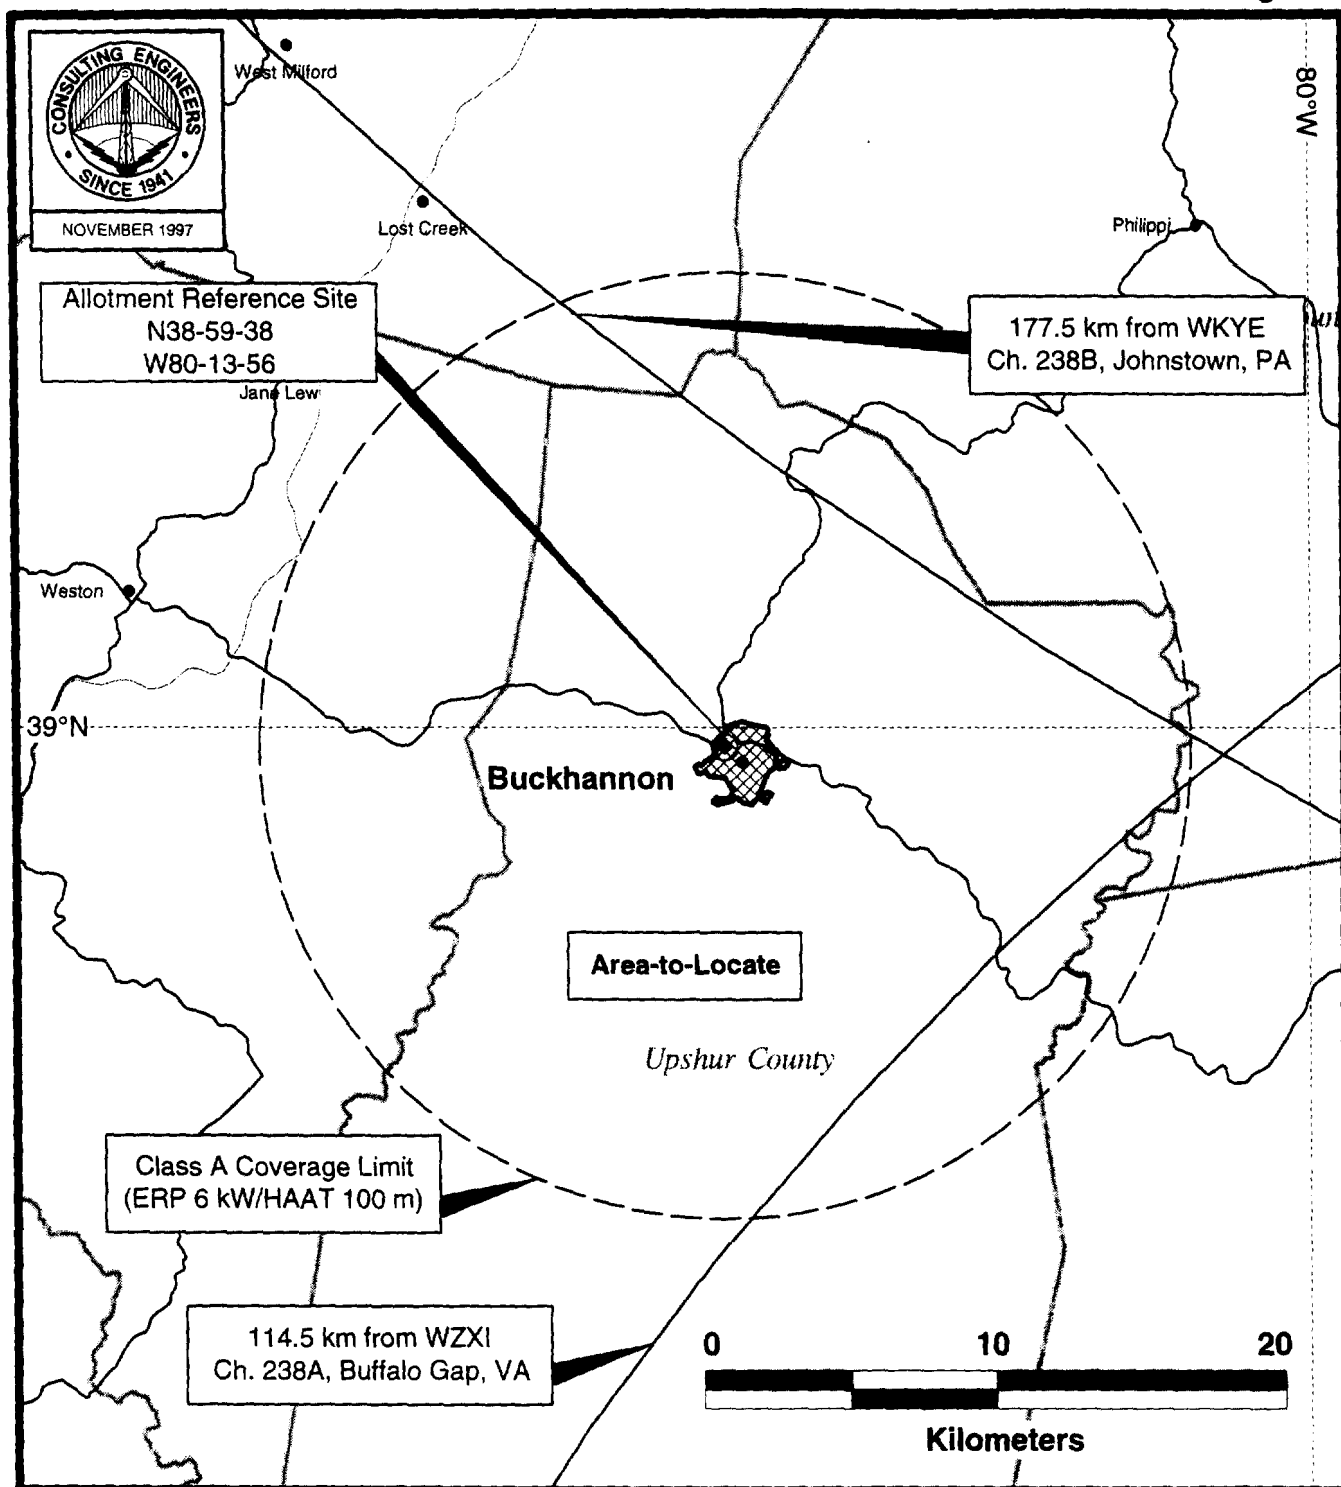 80°W
West Milford
CONSULTING ENGINEERS
SINCE 1941
NOVEMBER 1997
Lost Creek
Philippi
Allotment Reference Site
N38-59-38
W80-13-56
177.5 km from WKYE
Ch. 238B, Johnstown, PA
Jane Lew
Weston
39°N
Buckhannon
Area-to-Locate
Upshur County
Class A Coverage Limit
(ERP 6 kW/HAAT 100 m)
114.5 km from WZXI
Ch. 238A, Buffalo Gap, VA
0 10 20
Kilometers